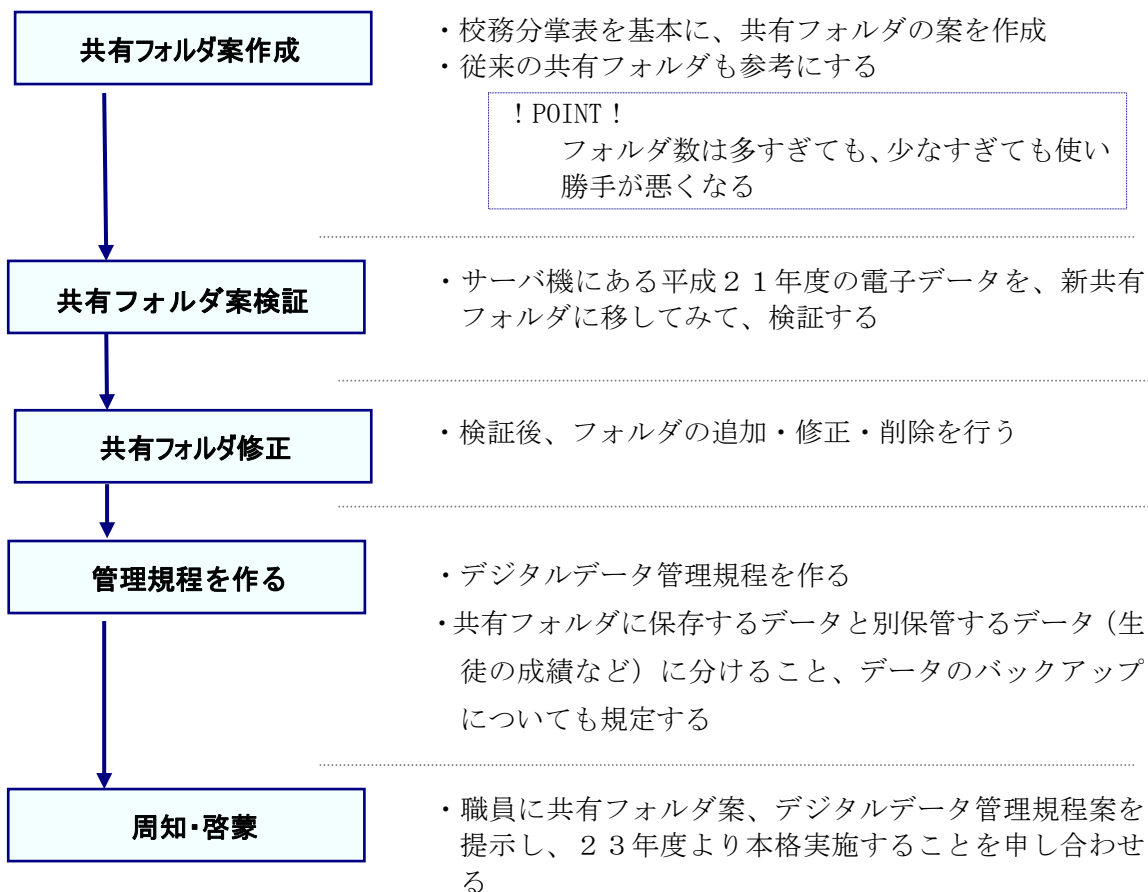 共有フォルダ案作成
・校務分掌表を基本に、共有フォルダの案を作成
・従来の共有フォルダも参考にする
！POINT！
フォルダ数は多すぎても、少なすぎても使い
勝手が悪くなる
共有フォルダ案検証
・サーバ機にある平成２１年度の電子データを、新共有
フォルダに移してみて、検証する
共有フォルダ修正
・検証後、フォルダの追加・修正・削除を行う
管理規程を作る
・デジタルデータ管理規程を作る
・共有フォルダに保存するデータと別保管するデータ（生
徒の成績など）に分けること、データのバックアップ
についても規定する
周知・啓蒙
・職員に共有フォルダ案、デジタルデータ管理規程案を
提示し、２３年度より本格実施することを申し合わせ
る